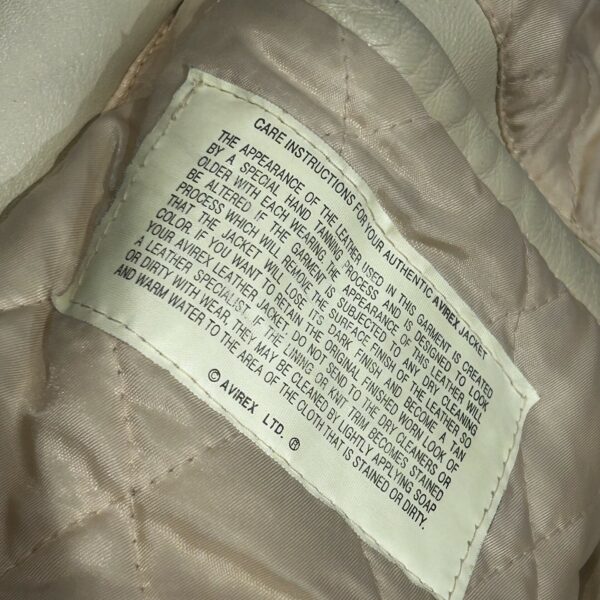 CARE INSTRUCTIONS FOR YOUR AUTHENTIC AVIREX JACKET
THE APPEARANCE OF THE LEATHER USED IN THIS GARMENT IS CREATED
BY A SPECIAL HAND TANNING PROCESS AND IS DESIGNED TO LOOK
OLDER WITH EACH WEARING. THE APPEARANCE OF THIS LEATHER WILL
BE ALTERED IF THE GARMENT IS SUBJECTED TO ANY DRY CLEANING
PROCESS WHICH WILL REMOVE THE SURFACE FINISH OF THE LEATHER SO
THAT THE JACKET WILL LOSE IT'S DARK FINISH AND BECOME A TAN
COLOR. IF YOU WANT TO RETAIN THE ORIGINAL FINISHED WORN LOOK OF
YOUR AVIREX LEATHER JACKET, DO NOT SEND TO THE DRY CLEANERS OR
A LEATHER SPECIALIST. IF THE LINING OR KNIT TRIM BECOMES STAINED
OR DIRTY WITH WEAR, THEY MAY BE CLEANED BY LIGHTLY APPLYING SOAP
AND WARM WATER TO THE AREA OF THE CLOTH THAT IS STAINED OR DIRTY.
© AVIREX LTD. ®